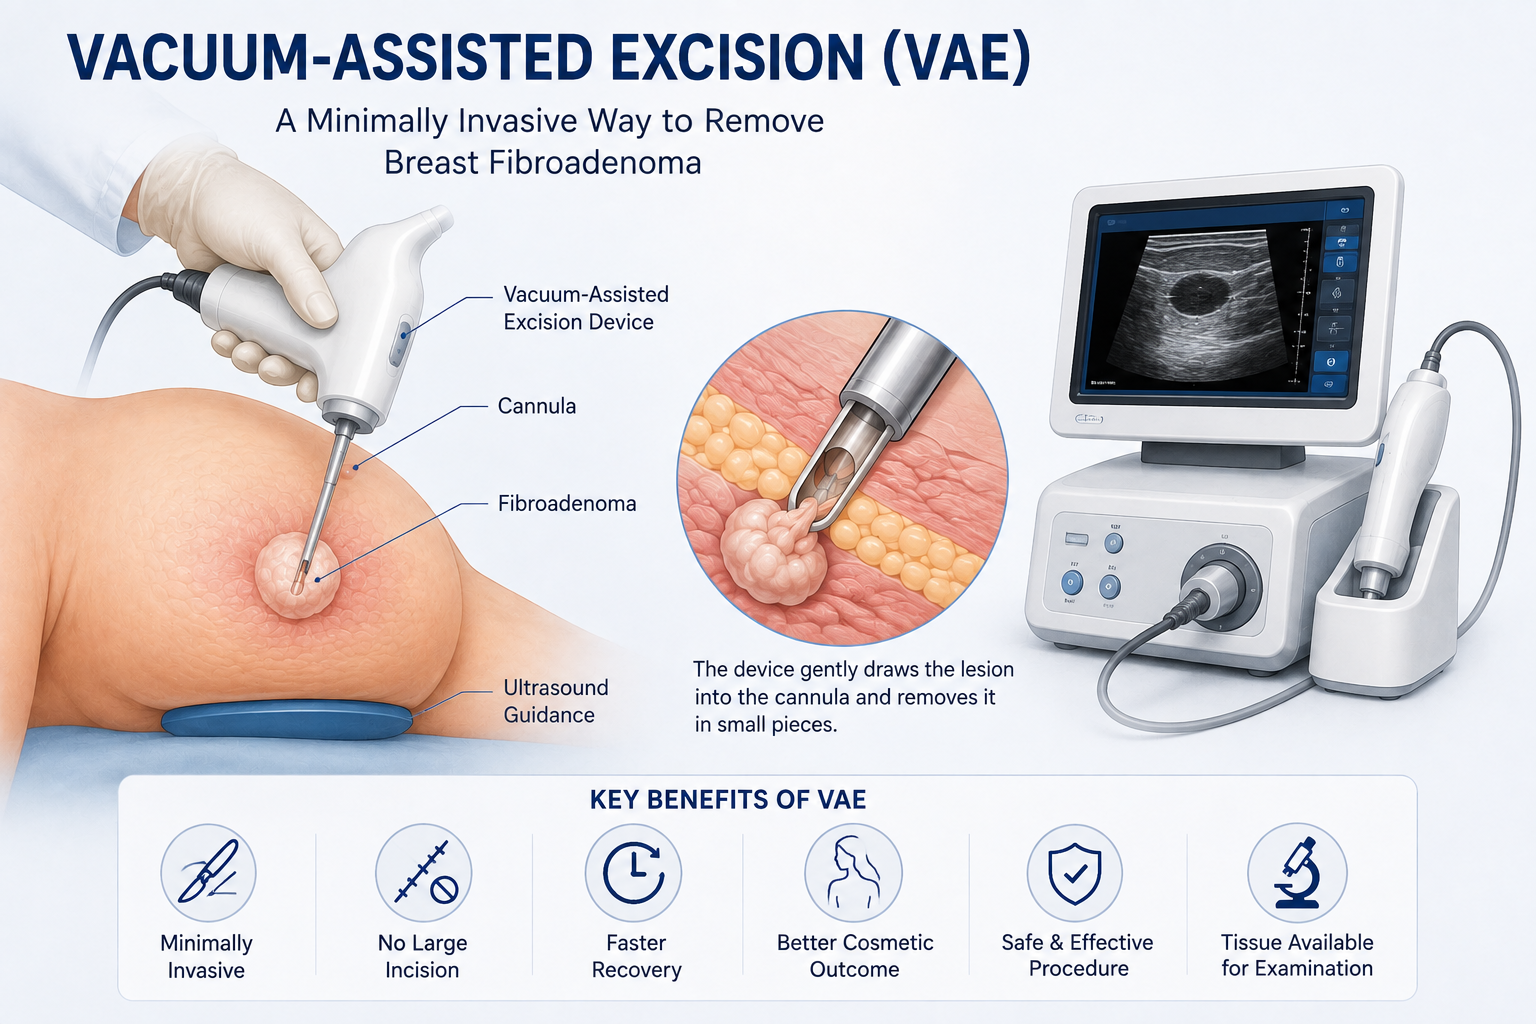 VACUUM-ASSISTED EXCISION (VAE)
A Minimally Invasive Way to Remove
Breast Fibroadenoma
Vacuum-Assisted
Excision Device
Cannula
Fibroadenoma
Ultrasound
Guidance
The device gently draws the lesion
into the cannula and removes it
in small pieces.
KEY BENEFITS OF VAE
Minimally
Invasive
No Large
Incision
Faster
Recovery
Better Cosmetic
Outcome
Safe & Effective
Procedure
Tissue Available
for Examination